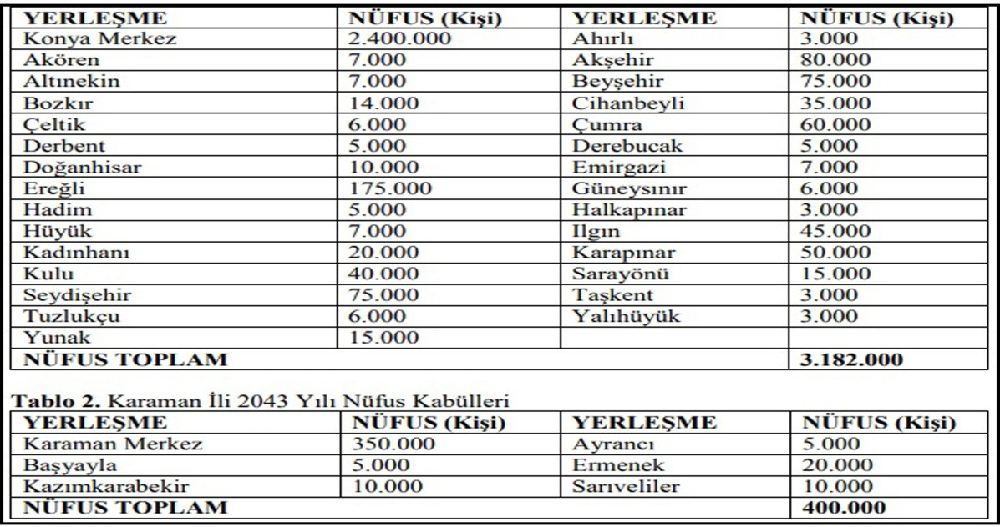 YERLEŞME NÜFUS (Kişi) YERLEŞME NÜFUS (Kişi)
Konya Merkez 2.400.000 Ahırlı 3.000
Akören 7.000 Akşehir 80.000
Altınekin 7.000 Beyşehir 75.000
Bozkır 14.000 Cihanbeyli 35.000
Çeltik 6.000 Çumra 60.000
Derbent 5.000 Derebucak 5.000
Doğanhisar 10.000 Emirgazi 7.000
Ereğli 175.000 Güneysınır 6.000
Hadim 5.000 Halkapınar 3.000
Hüyük 7.000 Ilgın 45.000
Kadınhanı 20.000 Karapınar 50.000
Kulu 40.000 Sarayönü 15.000
Seydişehir 75.000 Taşkent 3.000
Tuzlukçu 6.000 Yalıhüyük 3.000
Yunak 15.000
NÜFUS TOPLAM 3.182.000
Tablo 2. Karaman İli 2043 Yılı Nüfus Kabülleri
YERLEŞME NÜFUS (Kişi) YERLEŞME NÜFUS (Kişi)
Karaman Merkez 350.000 Ayrancı 5.000
Başyayla 5.000 Ermenek 20.000
Kazımkarabekir 10.000 Sarıveliler 10.000
NÜFUS TOPLAM 400.000